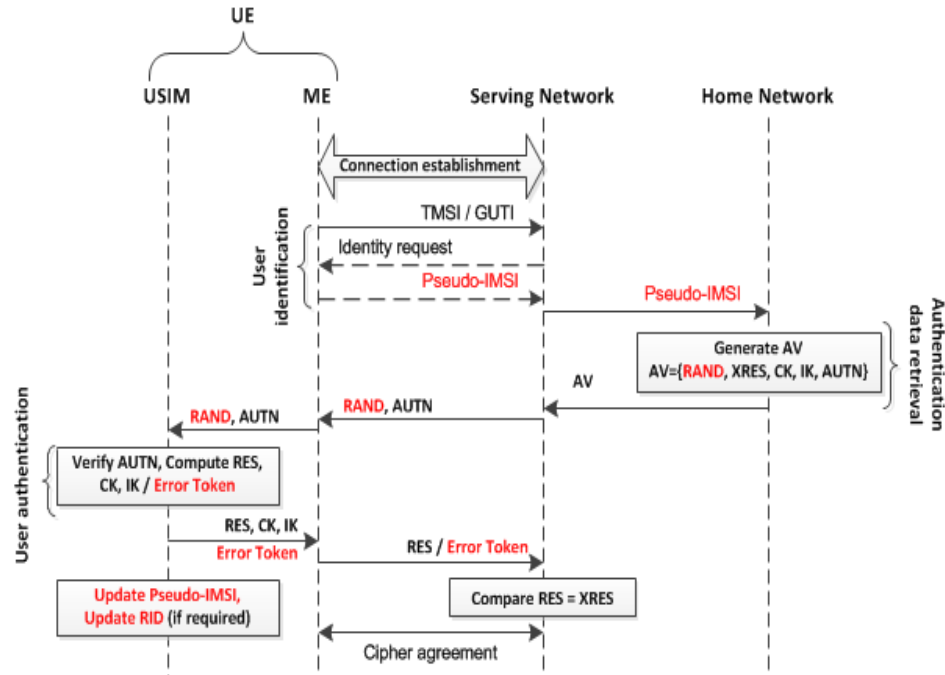 UE
USIM
ME
Serving Network
Home Network
Connection establishment
User
identification
TMSI / GUTI
Identity request
Pseudo-IMSI
Pseudo-IMSI
Authentication
data retrieval
Generate AV
AV={RAND, XRES, CK, IK, AUTN}
AV
RAND, AUTN
RAND, AUTN
User authentication
Verify AUTN, Compute RES,
CK, IK / Error Token
RES, CK, IK
Error Token
RES / Error Token
Update Pseudo-IMSI,
Update RID (if required)
Compare RES = XRES
Cipher agreement